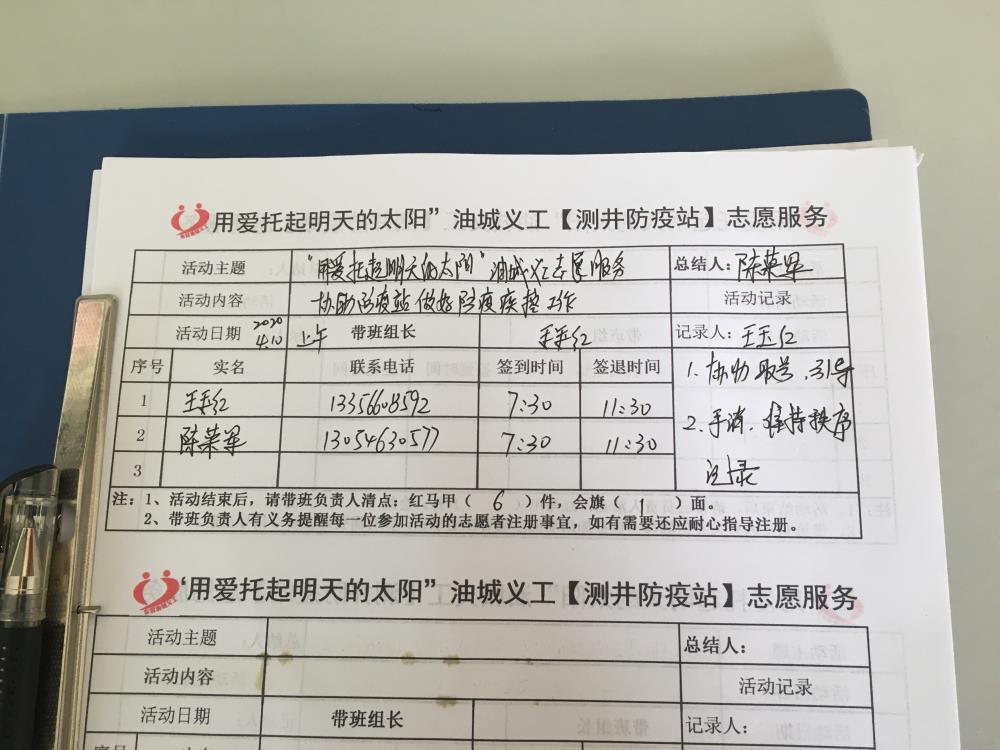 用爱托起明天的太阳”油城义工【测井防疫站】志愿服务
活动主题 “用爱托起明天的太阳”油城义工志愿服务 总结人：陈荣军
活动内容 协助防疫站做好防疫疾控工作 活动记录
活动日期 2020 4.10 上午 带班组长 王玉红 记录人：王玉红
序号 实名 联系电话 签到时间 签退时间 1.协助取送、引导
1 王玉红 13356608592 7:30 11:30
2.手消、维持秩序
2 陈荣军 13054630577 7:30 11:30
记录
3
注：1、活动结束后，请带班负责人清点：红马甲（ 6 ）件，会旗（ 1 ）面。
2、带班负责人有义务提醒每一位参加活动的志愿者注册事宜，如有需要还应耐心指导注册。
“用爱托起明天的太阳”油城义工【测井防疫站】志愿服务
活动主题 总结人：
活动内容 活动记录
活动日期 带班组长 记录人：